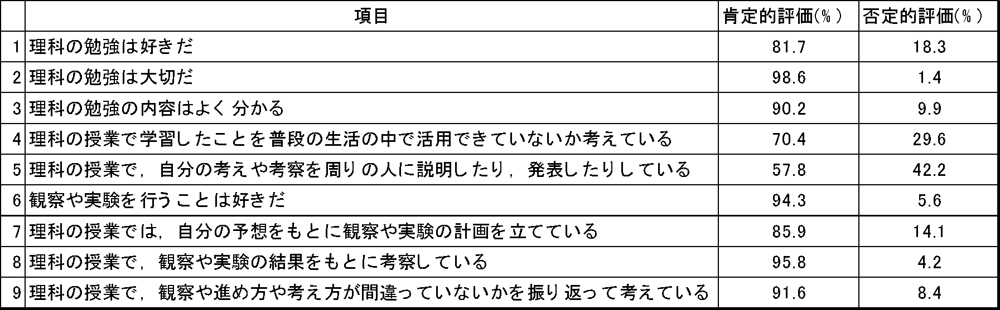 項目 肯定的評価(%) 否定的評価(%)
1 理科の勉強は好きだ 81.7 18.3
2 理科の勉強は大切だ 98.6 1.4
3 理科の勉強の内容はよく分かる 90.2 9.9
4 理科の授業で学習したことを普段の生活の中で活用できていないか考えている 70.4 29.6
5 理科の授業で，自分の考えや考察を周りの人に説明したり，発表したりしている 57.8 42.2
6 観察や実験を行うことは好きだ 94.3 5.6
7 理科の授業では，自分の予想をもとに観察や実験の計画を立てている 85.9 14.1
8 理科の授業で，観察や実験の結果をもとに考察している 95.8 4.2
9 理科の授業で，観察や進め方や考え方が間違っていないかを振り返って考えている 91.6 8.4